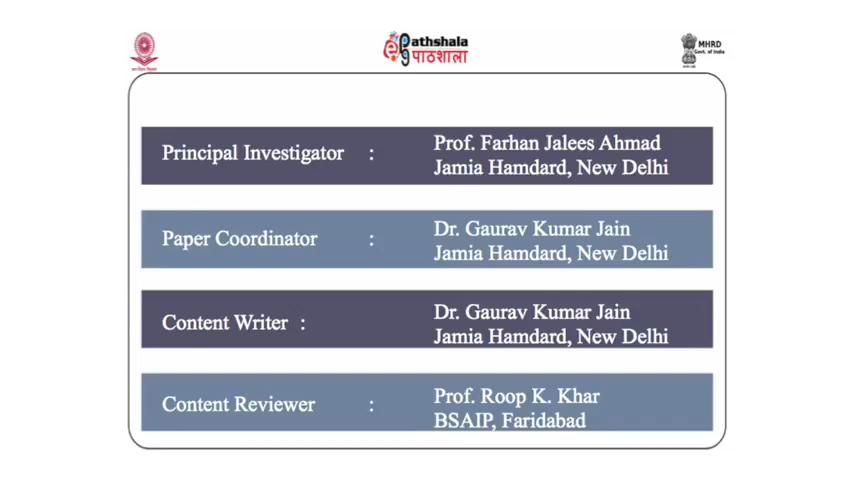 ePathshala
पाठशाला
MHRD
Govt. of India
Principal Investigator :
Prof. Farhan Jalees Ahmad
Jamia Hamdard, New Delhi
Paper Coordinator :
Dr. Gaurav Kumar Jain
Jamia Hamdard, New Delhi
Content Writer :
Dr. Gaurav Kumar Jain
Jamia Hamdard, New Delhi
Content Reviewer :
Prof. Roop K. Khar
BSAIP, Faridabad